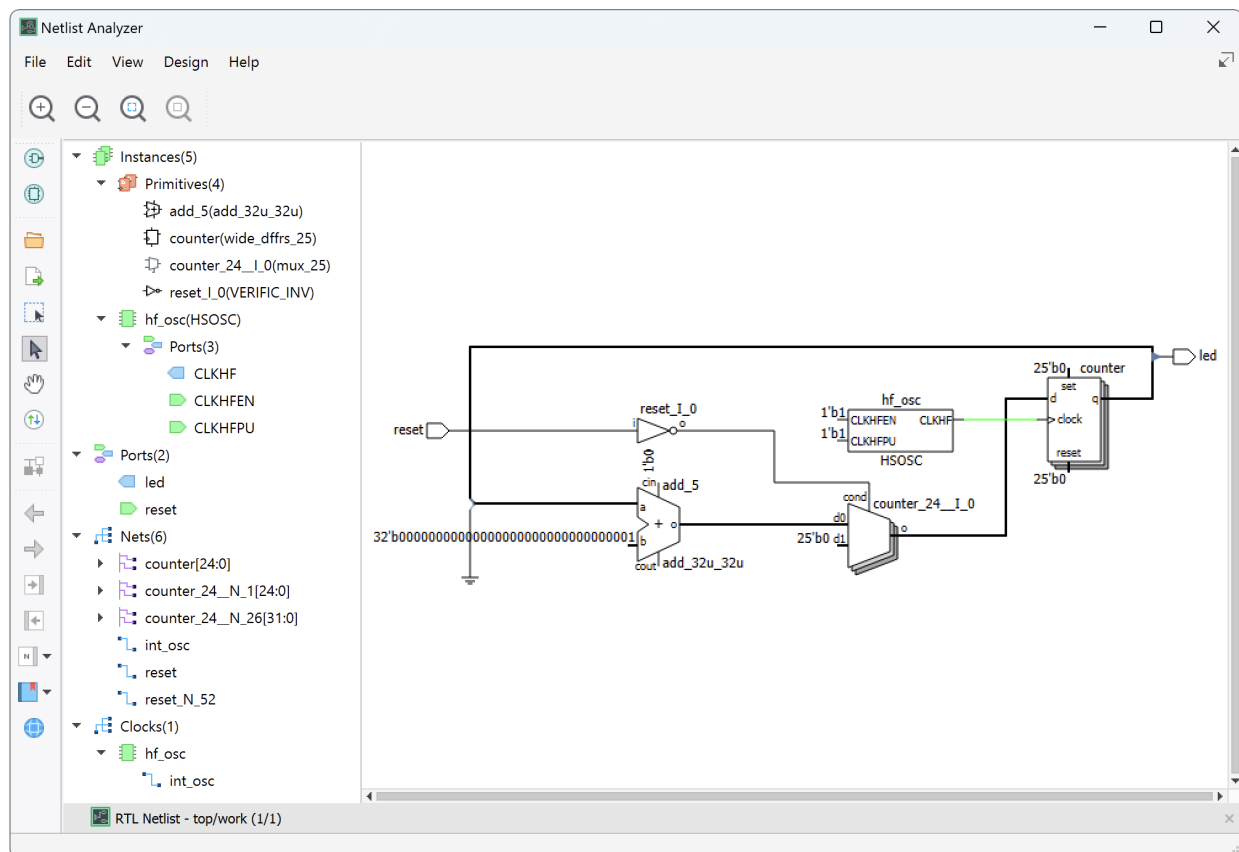 Netlist Analyzer
File Edit View Design Help
Instances(5)
Primitives(4)
add_5(add_32u_32u)
counter(wide_dffrs_25)
counter_24__I_0(mux_25)
reset_I_0(VERIFIC_INV)
hf_osc(HSOSC)
Ports(3)
CLKHF
CLKHFEN
CLKHFPU
Ports(2)
led
reset
Nets(6)
counter[24:0]
counter_24__N_1[24:0]
counter_24__N_26[31:0]
int_osc
reset
reset_N_52
Clocks(1)
hf_osc
int_osc
N
led
25'b0 counter
set
d q
clock
reset
25'b0
hf_osc
1'b1 CLKHFEN CLKHF
1'b1 CLKHFPU
HSOSC
reset_I_0
reset i o
1'b0
cin add_5
a
+ o
32'b00000000000000000000000000000001 b
cout add_32u_32u
cond counter_24__I_0
d0 o
25'b0 d1
RTL Netlist - top/work (1/1)